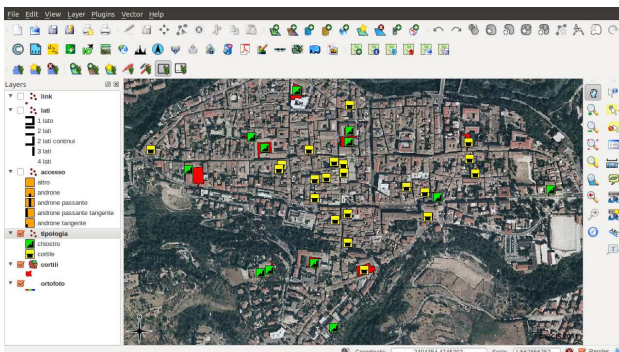 File Edit View Layer Plugins Vector Help
Layers
link
lati
1 lato
2 lati
2 lati continui
3 lati
4 lati
accesso
altro
androne
androne passante
androne passante tangente
androne tangente
tipologia
chiostro
cortile
cortili
ortofoto
Render